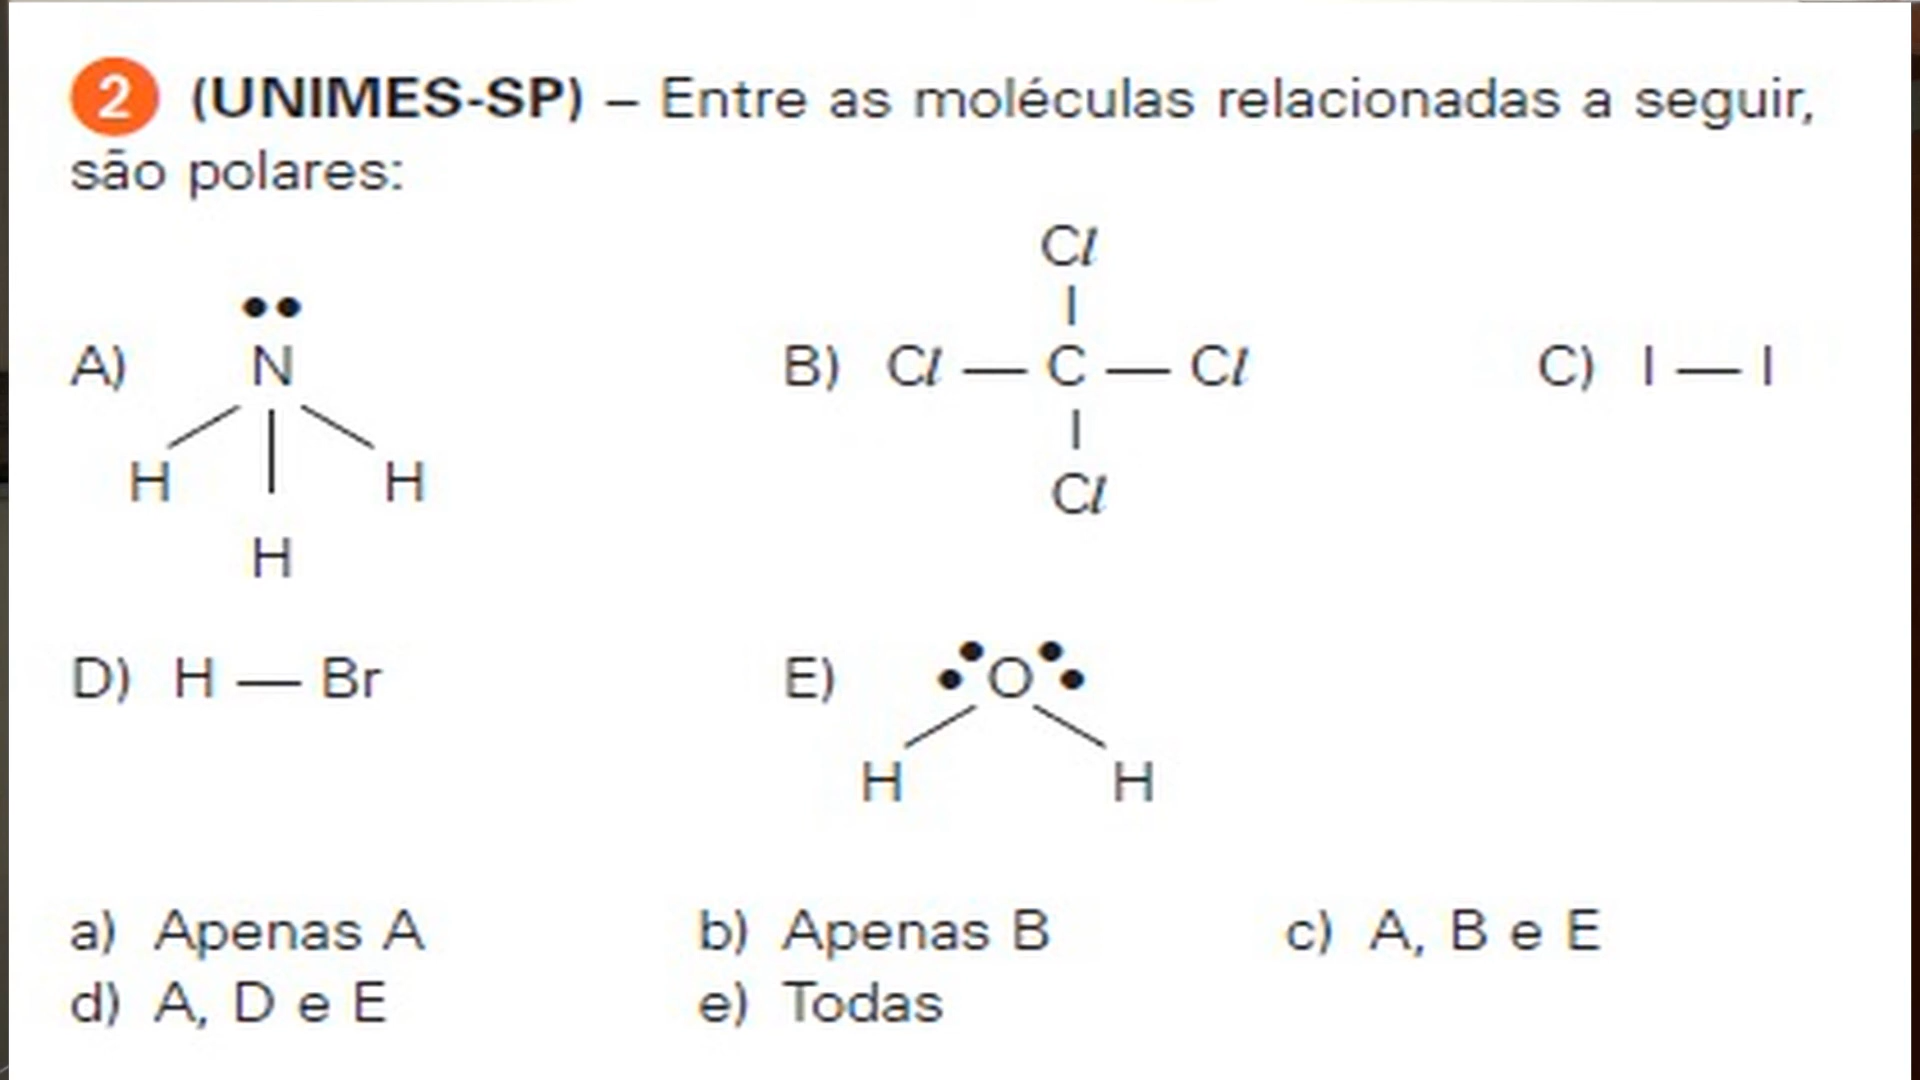 2 (UNIMES-SP) – Entre as moléculas relacionadas a seguir,
são polares:
A) N H H H
B) Cl Cl — C — Cl Cl
C) I — I
D) H — Br
E) O H H
a) Apenas A b) Apenas B c) A, B e E
d) A, D e E e) Todas